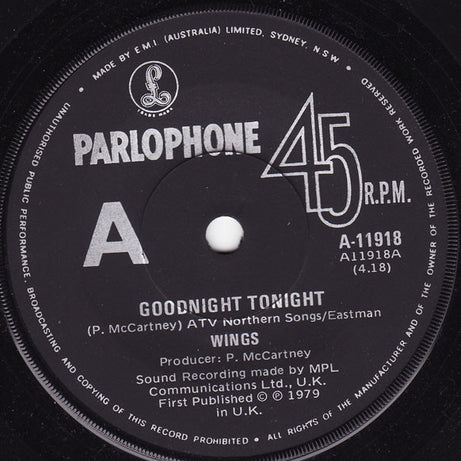 • MADE BY E.M.I. (AUSTRALIA) LIMITED, SYDNEY, N.S.W. •
£
TRADE MARK
PARLOPHONE
45
R.P.M.
A
A-11918
A11918A
(4.18)
GOODNIGHT TONIGHT
(P. McCartney) ATV Northern Songs/Eastman
WINGS
Producer: P. McCartney
Sound Recording made by MPL
Communications Ltd., U.K.
First Published © ℗ 1979
in U.K.
UNAUTHORISED PUBLIC PERFORMANCE, BROADCASTING AND COPYING OF THIS RECORD PROHIBITED • ALL RIGHTS OF THE MANUFACTURER AND OF THE OWNER OF THE RECORDED WORK RESERVED